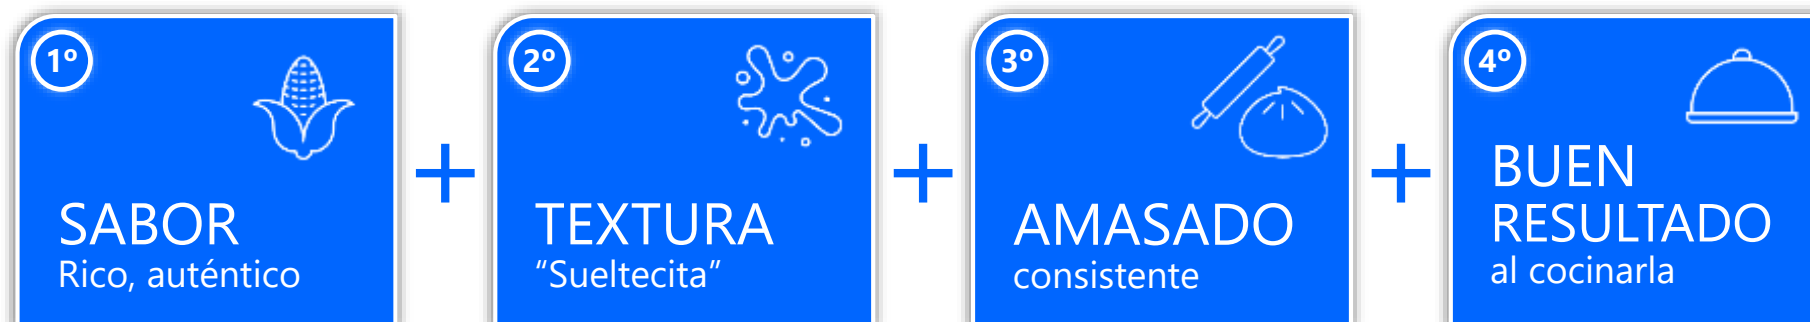 1º
SABOR
Rico, auténtico
+
2º
TEXTURA
“Sueltecita”
+
3º
AMASADO
consistente
+
4º
BUEN
RESULTADO
al cocinarla